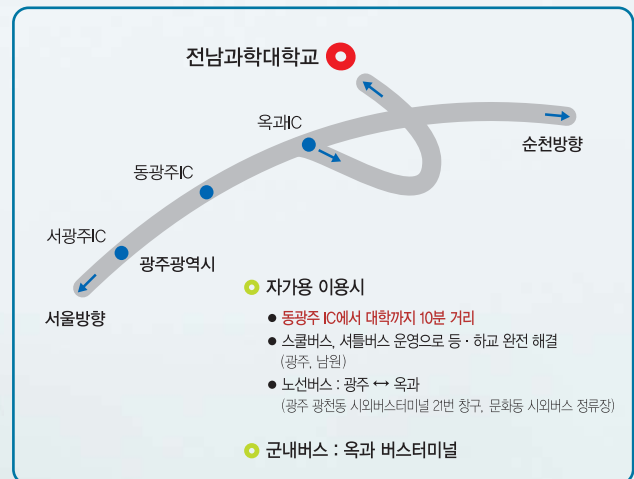 전남과학대학교
옥과IC
순천방향
동광주IC
서광주IC
광주광역시
서울방향
자가용 이용시
동광주 IC에서 대학까지 10분 거리
스쿨버스, 셔틀버스 운영으로 등·하교 완전 해결
(광주, 남원)
노선버스 : 광주 ↔ 옥과
(광주 광천동 시외버스터미널 21번 창구, 문화동 시외버스 정류장)
군내버스 : 옥과 버스터미널